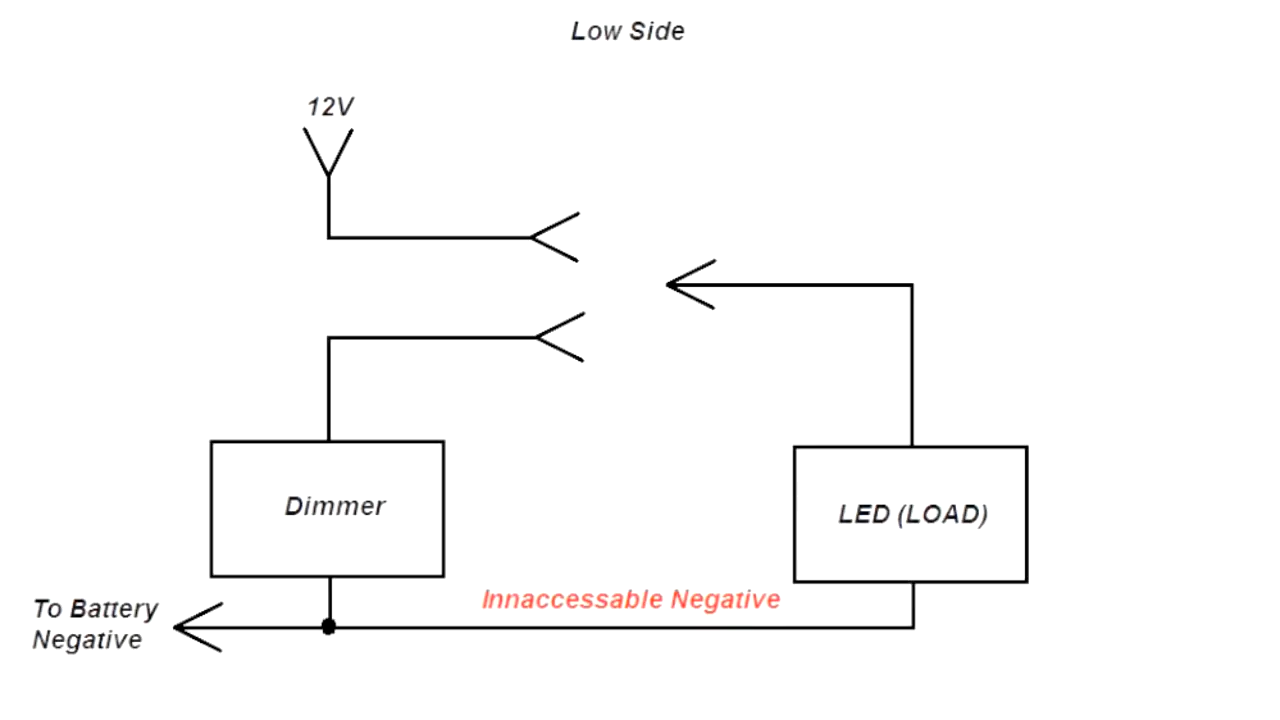 Low Side
12V
Dimmer
LED (LOAD)
Innaccessable Negative
To Battery
Negative